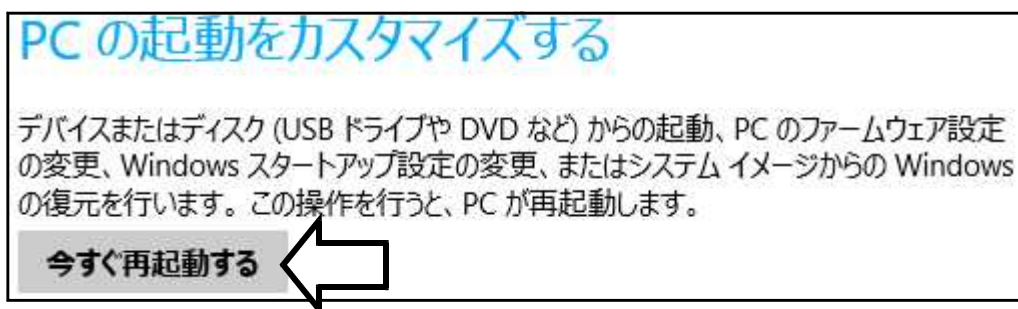 PC の起動をカスタマイズする
デバイスまたはディスク (USB ドライブや DVD など) からの起動、PC のファームウェア設定
の変更、Windows スタートアップ設定の変更、またはシステム イメージからの Windows
の復元を行います。この操作を行うと、PC が再起動します。
今すぐ再起動する